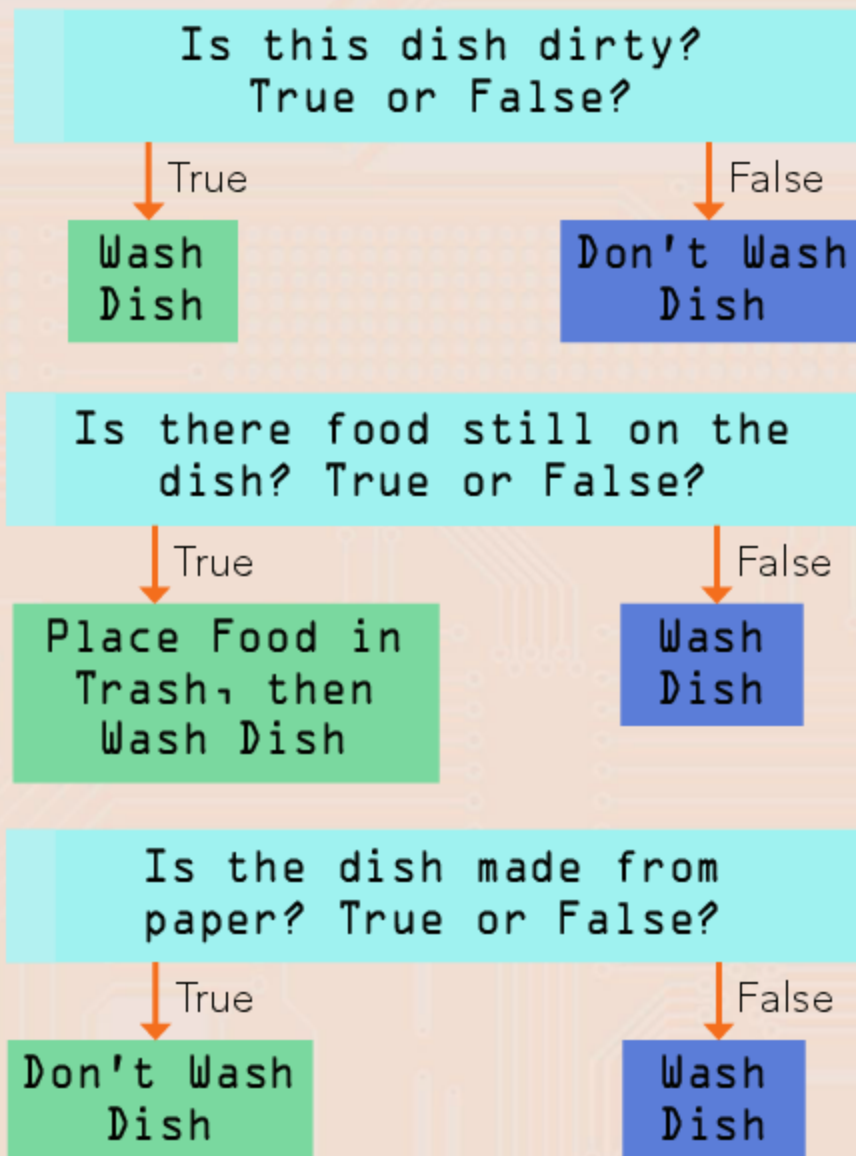 Is this dish dirty?
True or False?
True
False
Wash
Dish
Don't Wash
Dish
Is there food still on the
dish? True or False?
True
False
Place Food in
Trash, then
Wash Dish
Wash
Dish
Is the dish made from
paper? True or False?
True
False
Don't Wash
Dish
Wash
Dish